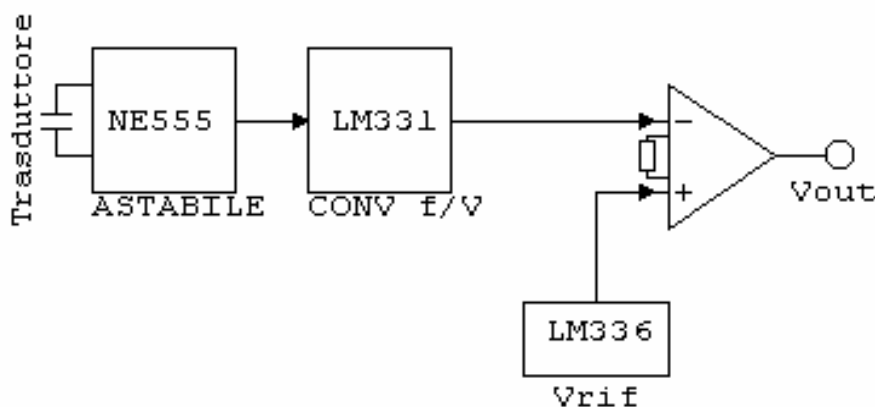 Trasduttore
NE555
ASTABILE
LM331
CONV f/V
−
+
Vout
LM336
Vrif